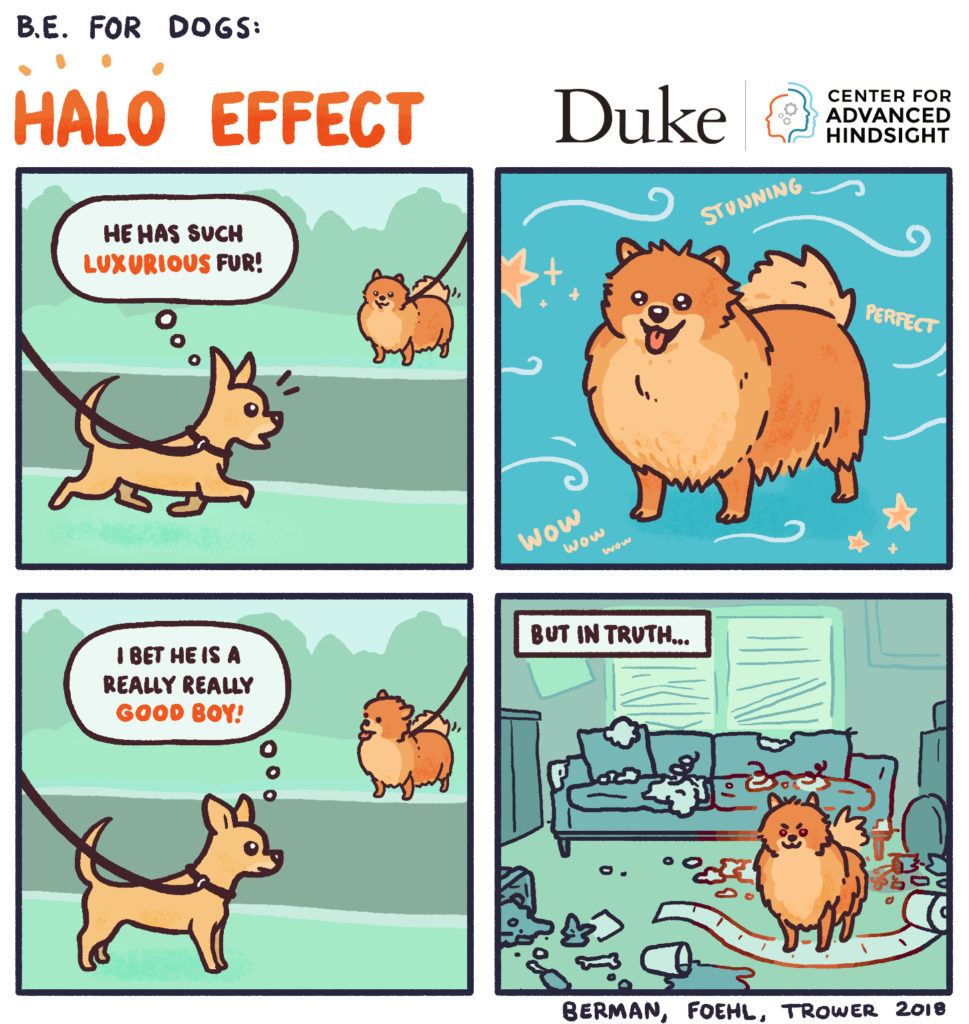 B.E. FOR DOGS:
HALO EFFECT
Duke
CENTER FOR
ADVANCED
HINDSIGHT
HE HAS SUCH
LUXURIOUS FUR!
STUNNING
PERFECT
WOW
WOW
WOW
I BET HE IS A
REALLY REALLY
GOOD BOY!
BUT IN TRUTH...
BERMAN, FOEHL, TROWER 2018